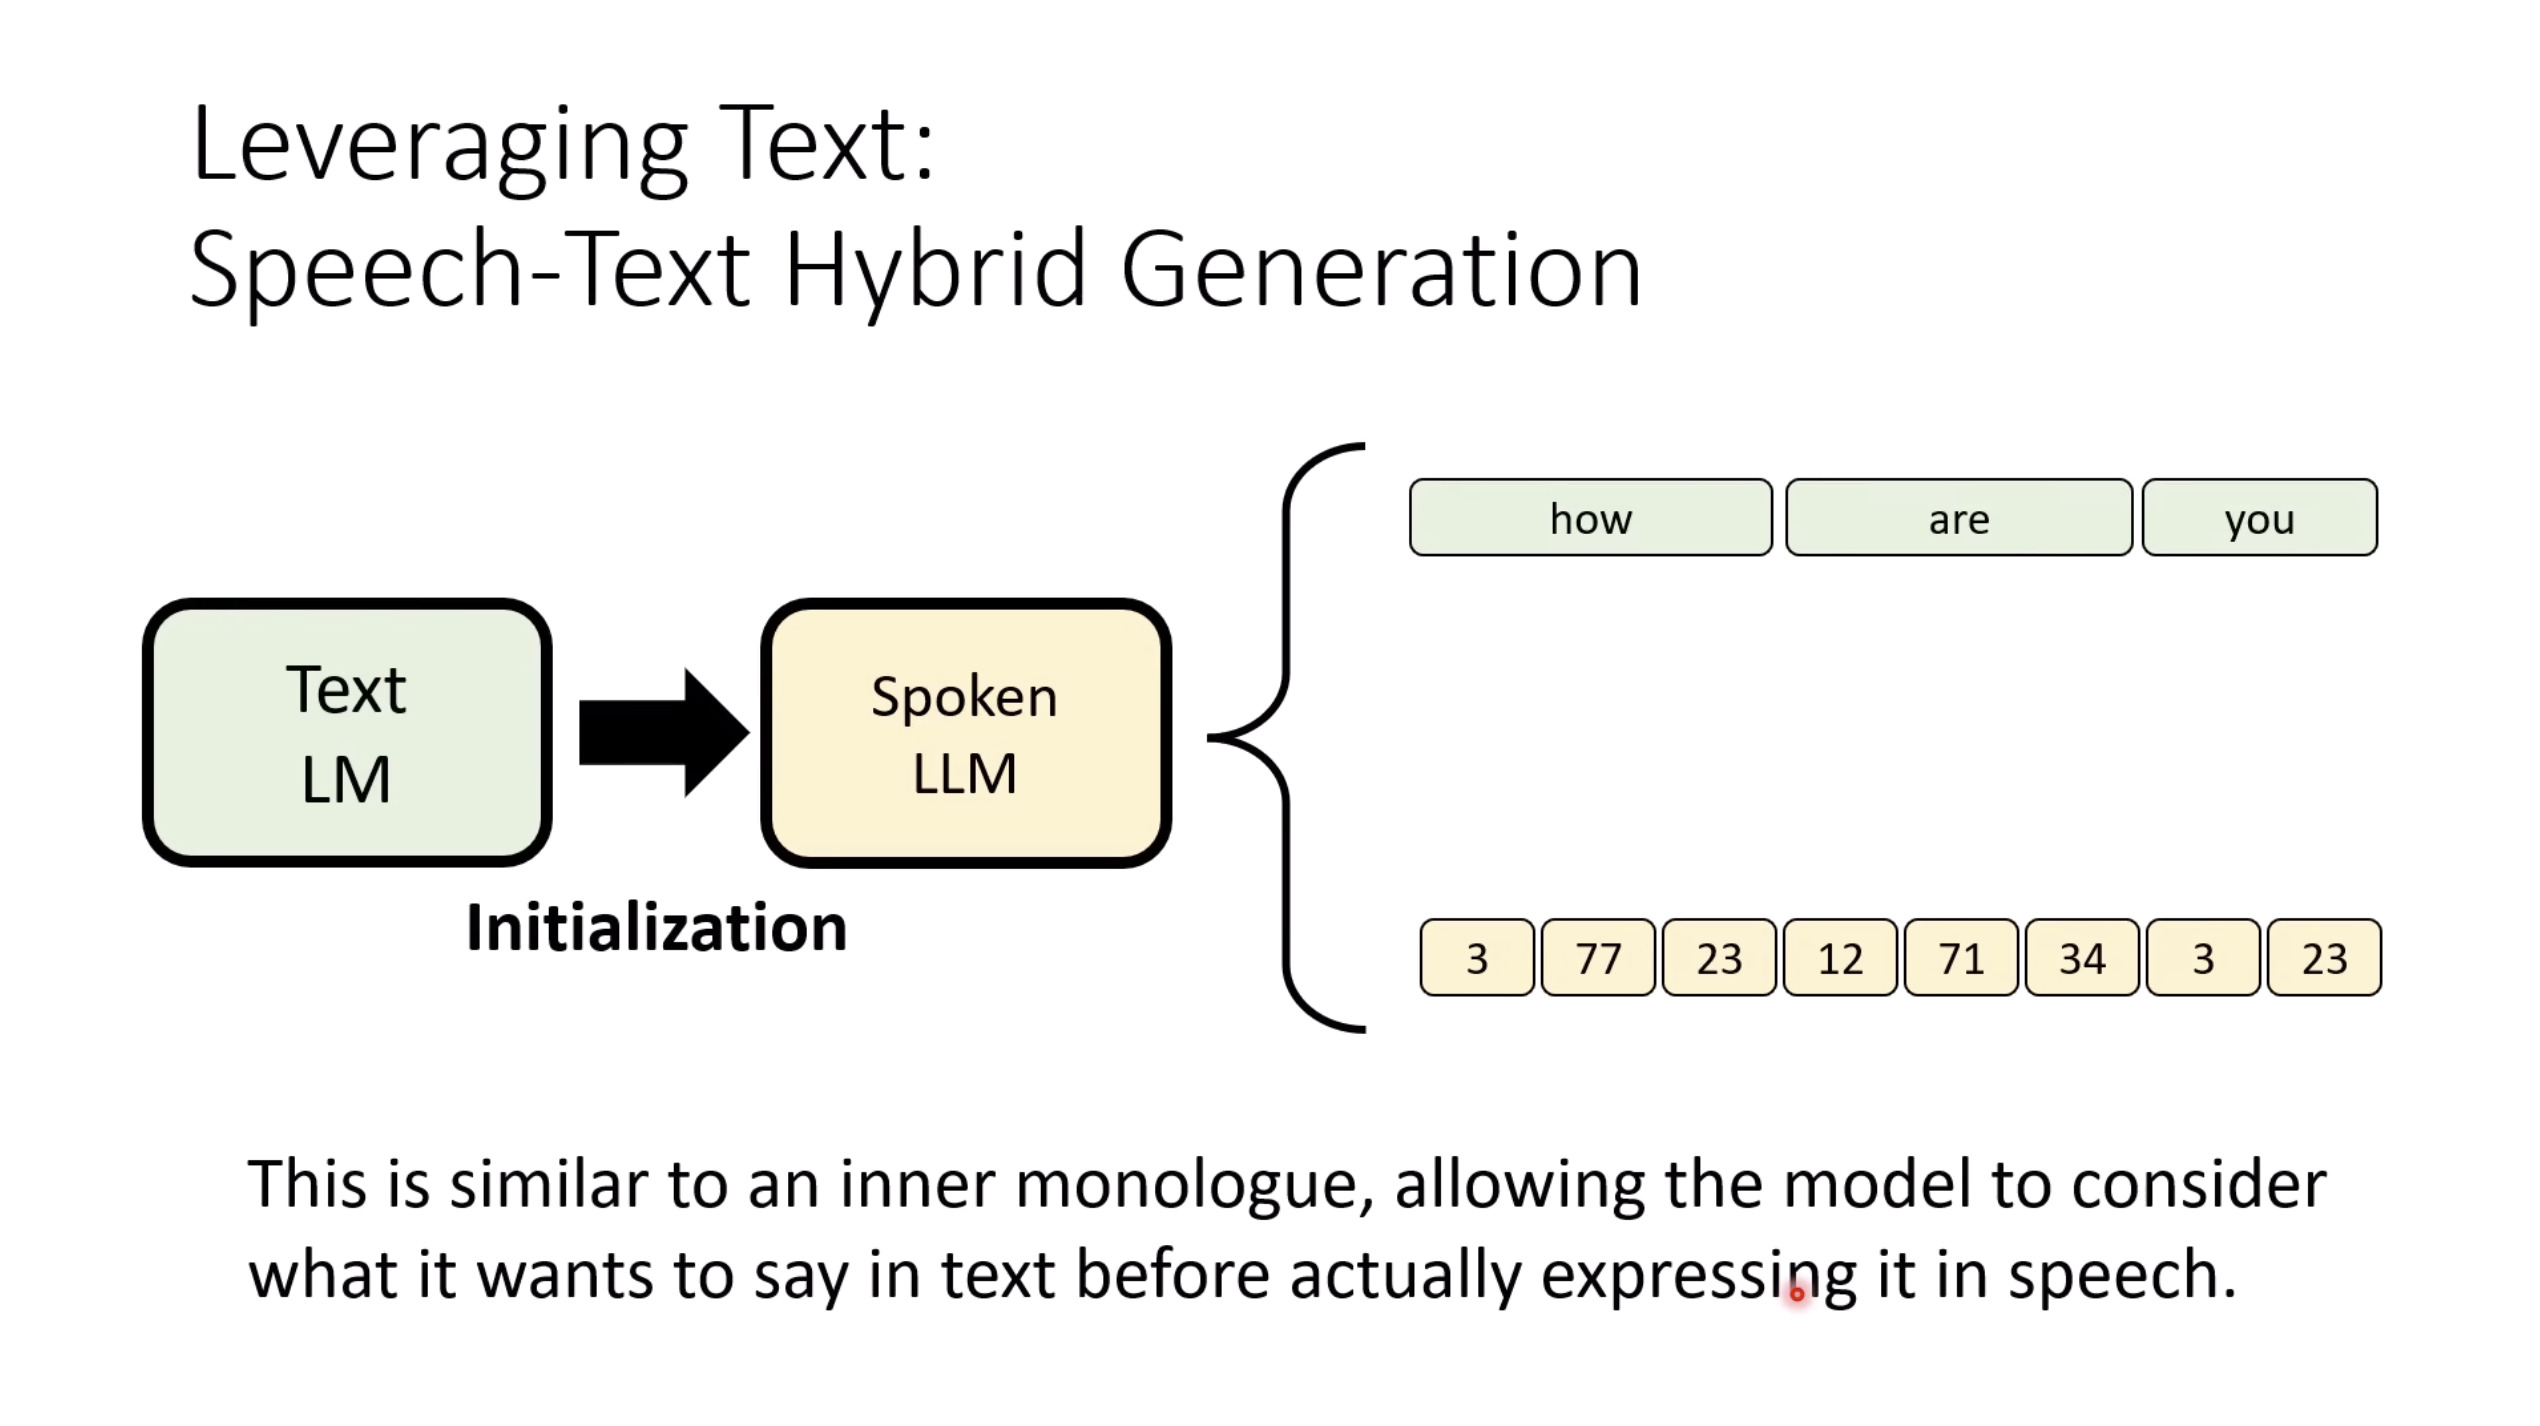 Leveraging Text:
Speech-Text Hybrid Generation
how are you
Text
LM
Spoken
LLM
Initialization
3 77 23 12 71 34 3 23
This is similar to an inner monologue, allowing the model to consider
what it wants to say in text before actually expressing it in speech.